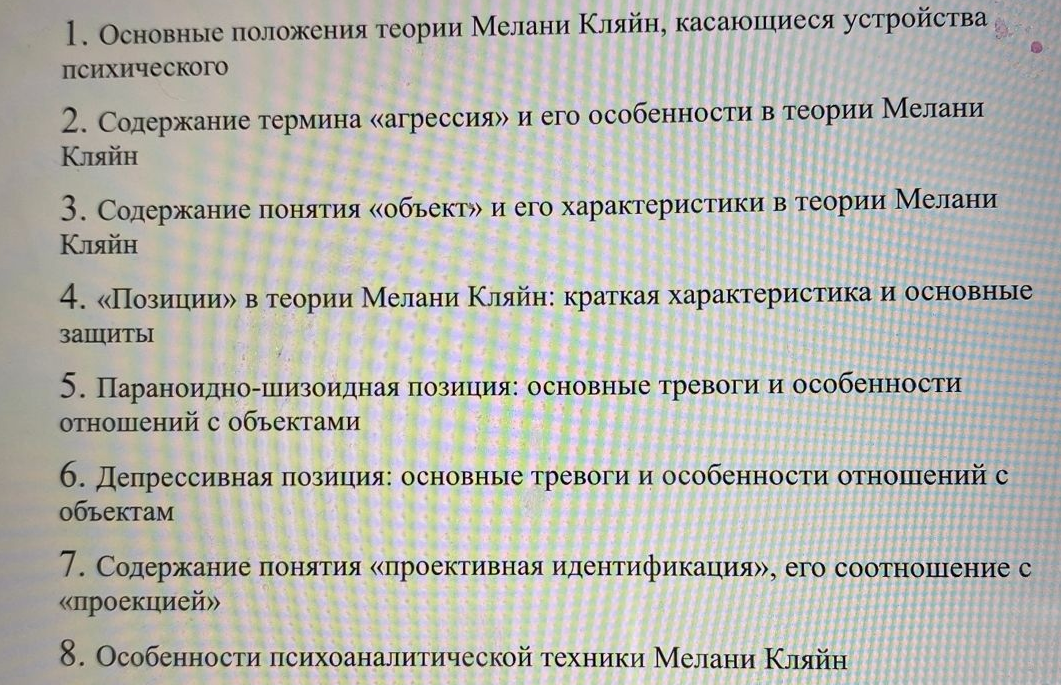 1. Основные положения теории Мелани Кляйн, касающиеся устройства
психического
2. Содержание термина «агрессия» и его особенности в теории Мелани
Кляйн
3. Содержание понятия «объект» и его характеристики в теории Мелани
Кляйн
4. «Позиции» в теории Мелани Кляйн: краткая характеристика и основные
защиты
5. Параноидно-шизоидная позиция: основные тревоги и особенности
отношений с объектами
6. Депрессивная позиция: основные тревоги и особенности отношений с
объектам
7. Содержание понятия «проективная идентификация», его соотношение с
«проекцией»
8. Особенности психоаналитической техники Мелани Кляйн